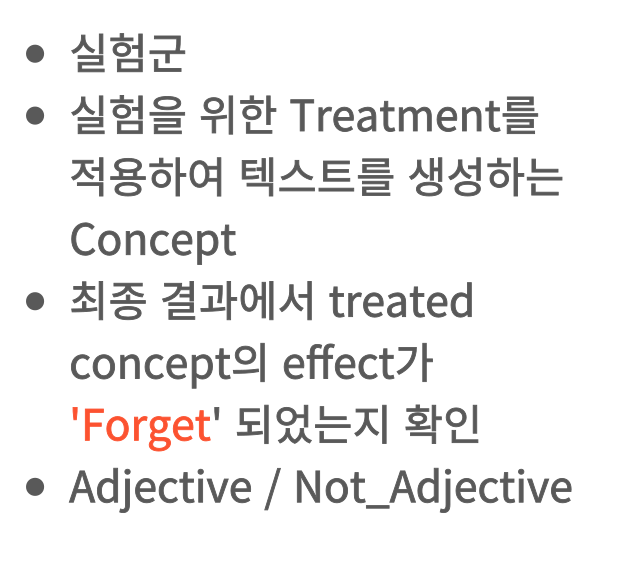 실험군
실험을 위한 Treatment를
적용하여 텍스트를 생성하는
Concept
최종 결과에서 treated
concept의 effect가
'Forget' 되었는지 확인
Adjective / Not_Adjective